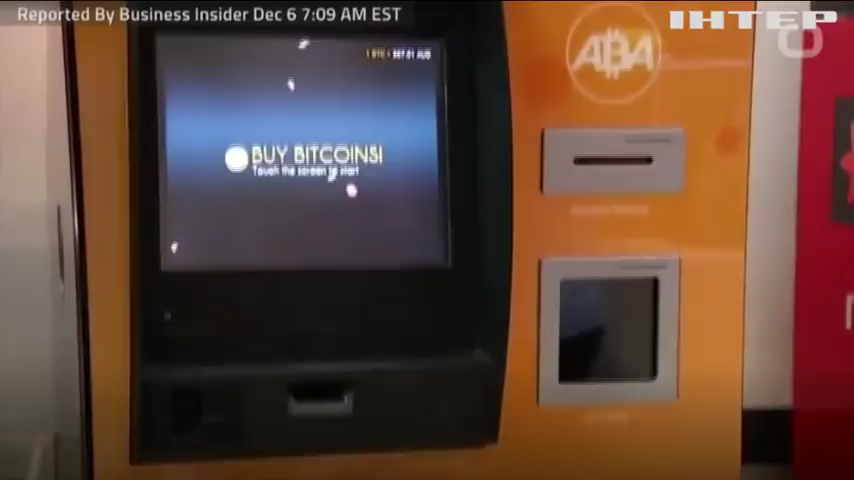 Reported By Business Insider Dec 6 7:09 AM EST
ІНТЕР
ABA
BUY BITCOINS!
Touch the screen to start